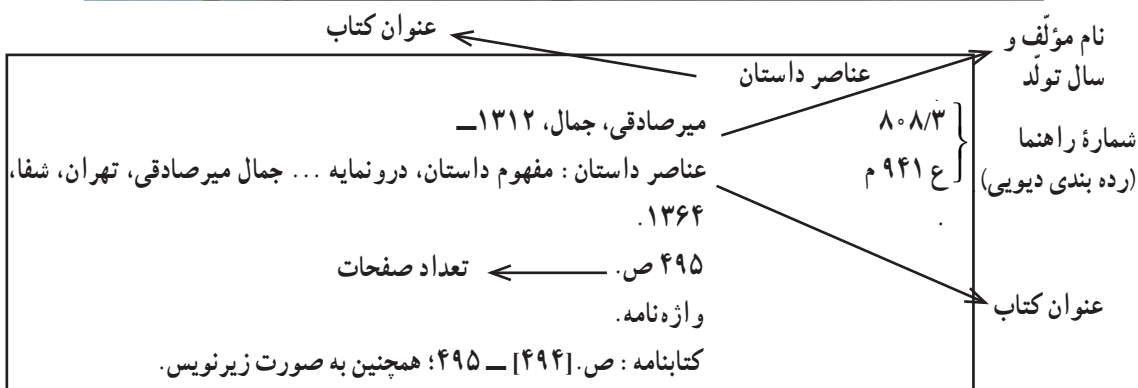 عنوان کتاب
نام مؤلّف و
سال تولّد
عناصر داستان
میرصادقی، جمال، ۱۳۱۲ــ
۸۰۸/۳
شمارهٔ راهنما
(رده بندی دیویی)
عناصر داستان : مفهوم داستان، درونمایه ... جمال میرصادقی، تهران، شفا،
ع ۹۴۱ م
۱۳۶۴.
.
۴۹۵ ص.
تعداد صفحات
واژه‌نامه.
عنوان کتاب
کتابنامه : ص.[۴۹۴] ــ ۴۹۵؛ همچنین به صورت زیرنویس.